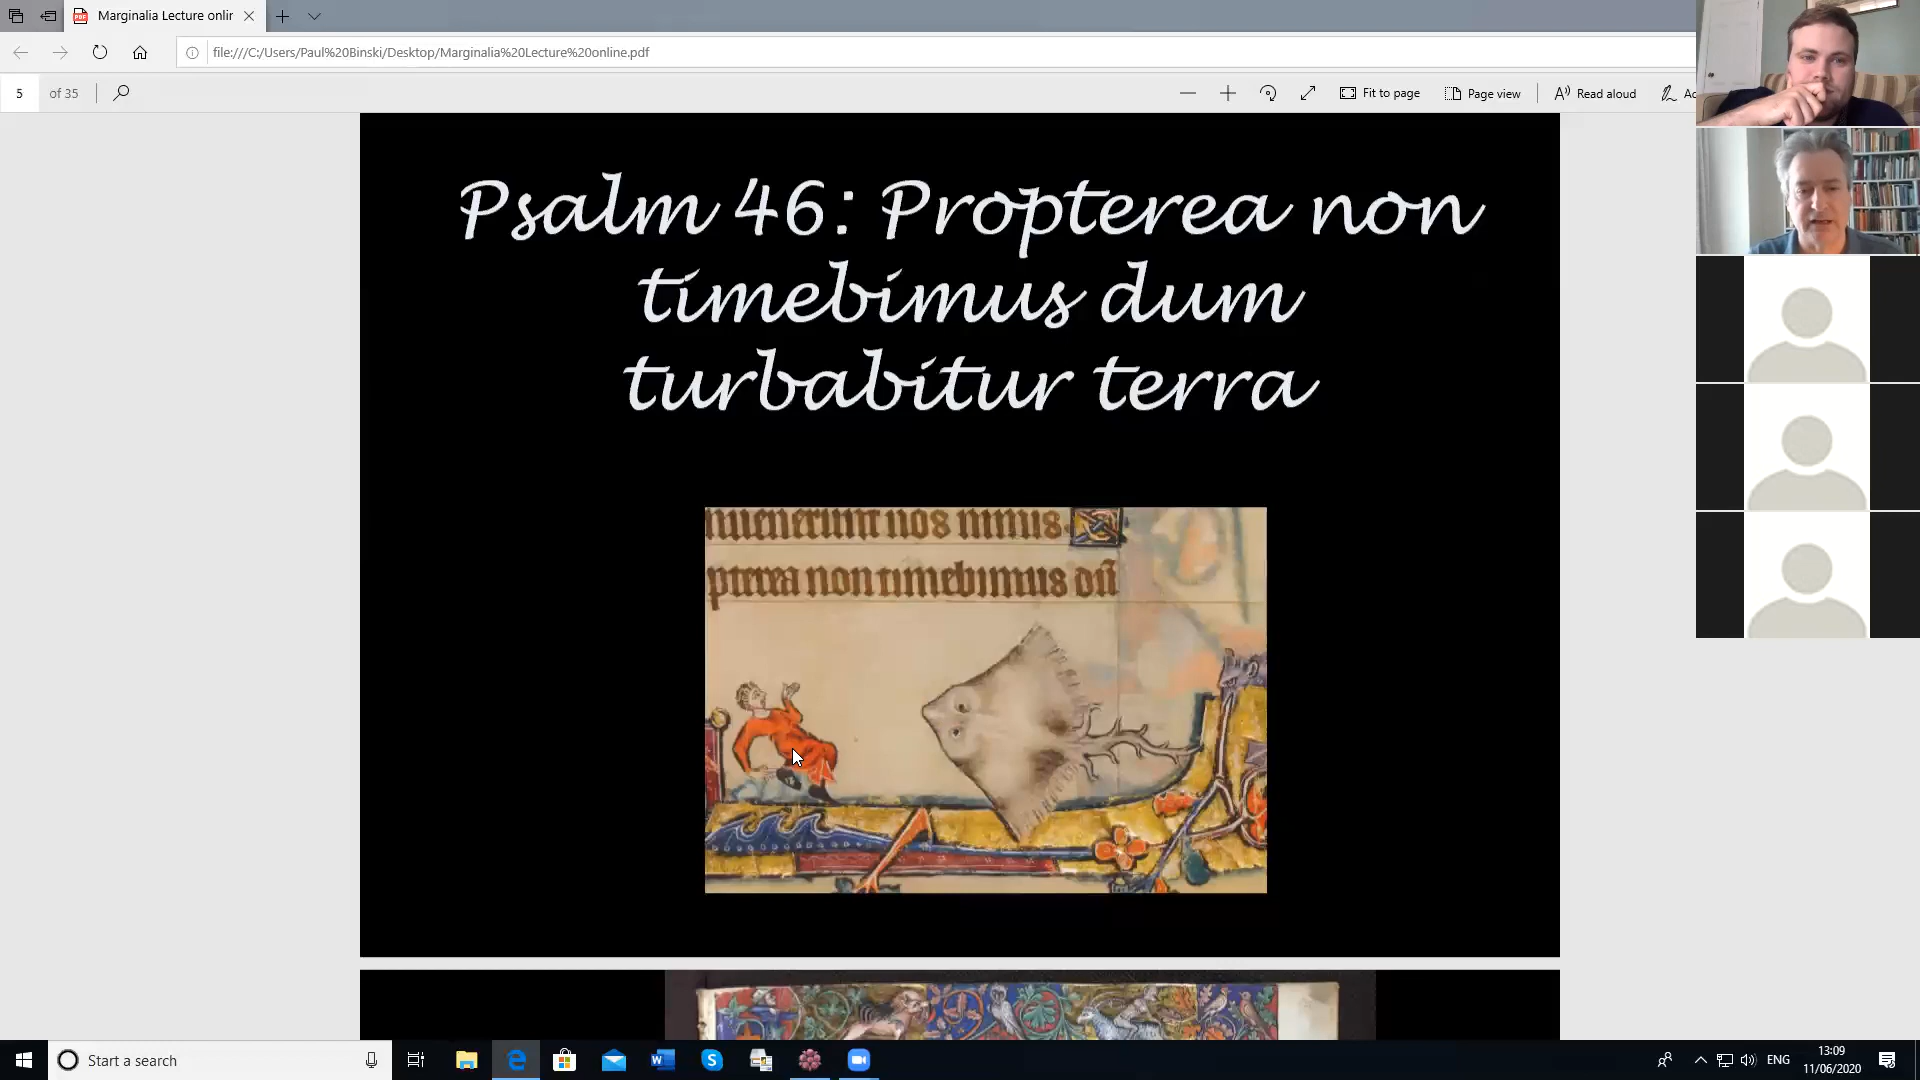 Marginalia Lecture onlir
file:///C:/Users/Paul%20Binski/Desktop/Marginalia%20Lecture%20online.pdf
5 of 35
Fit to page
Page view
Read aloud
Psalm 46: Propterea non
timebimus dum
turbabitur terra
nuenerunt nos nimis
pterea non timebimus dū
Start a search
ENG
13:09
11/06/2020